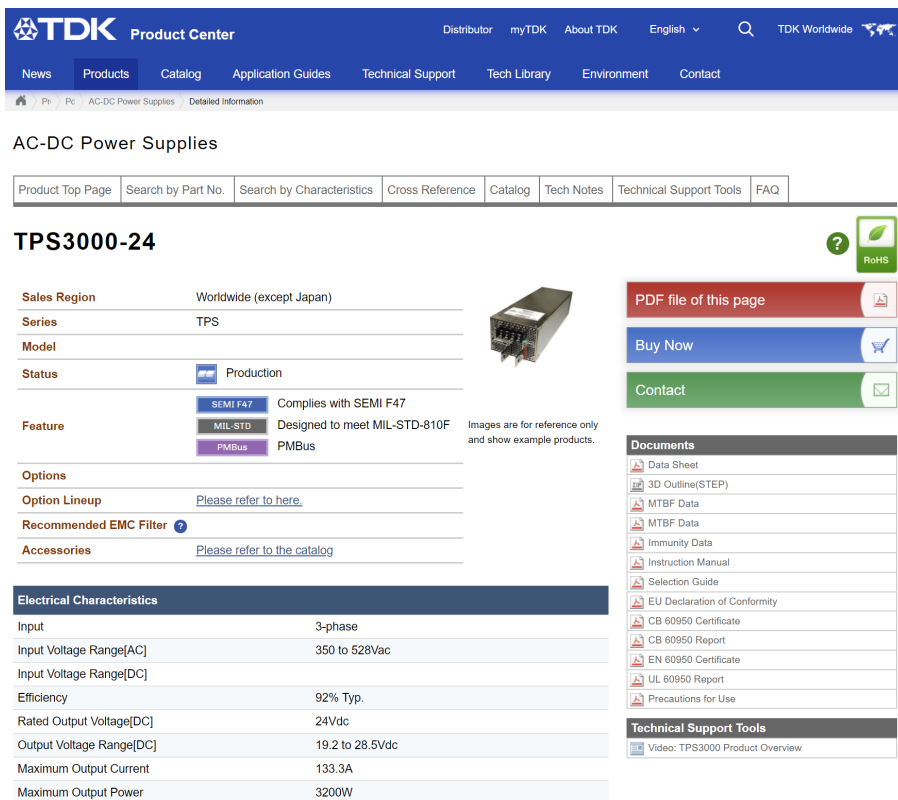 TDK Product Center
Distributor myTDK About TDK English TDK Worldwide
News Products Catalog Application Guides Technical Support Tech Library Environment Contact
Pr Pc AC-DC Power Supplies Detailed Information
AC-DC Power Supplies
Product Top Page Search by Part No. Search by Characteristics Cross Reference Catalog Tech Notes Technical Support Tools FAQ
TPS3000-24
?
RoHS
Sales Region Worldwide (except Japan)
Series TPS
Model
Status Production
Feature
SEMI F47 Complies with SEMI F47
MIL-STD Designed to meet MIL-STD-810F
PMBus PMBus
Options
Option Lineup Please refer to here.
Recommended EMC Filter ?
Accessories Please refer to the catalog
Images are for reference only
and show example products.
Electrical Characteristics
Input 3-phase
Input Voltage Range[AC] 350 to 528Vac
Input Voltage Range[DC]
Efficiency 92% Typ.
Rated Output Voltage[DC] 24Vdc
Output Voltage Range[DC] 19.2 to 28.5Vdc
Maximum Output Current 133.3A
Maximum Output Power 3200W
PDF file of this page
Buy Now
Contact
Documents
Data Sheet
ZIP 3D Outline(STEP)
MTBF Data
MTBF Data
Immunity Data
Instruction Manual
Selection Guide
EU Declaration of Conformity
CB 60950 Certificate
CB 60950 Report
EN 60950 Certificate
UL 60950 Report
Precautions for Use
Technical Support Tools
Video: TPS3000 Product Overview